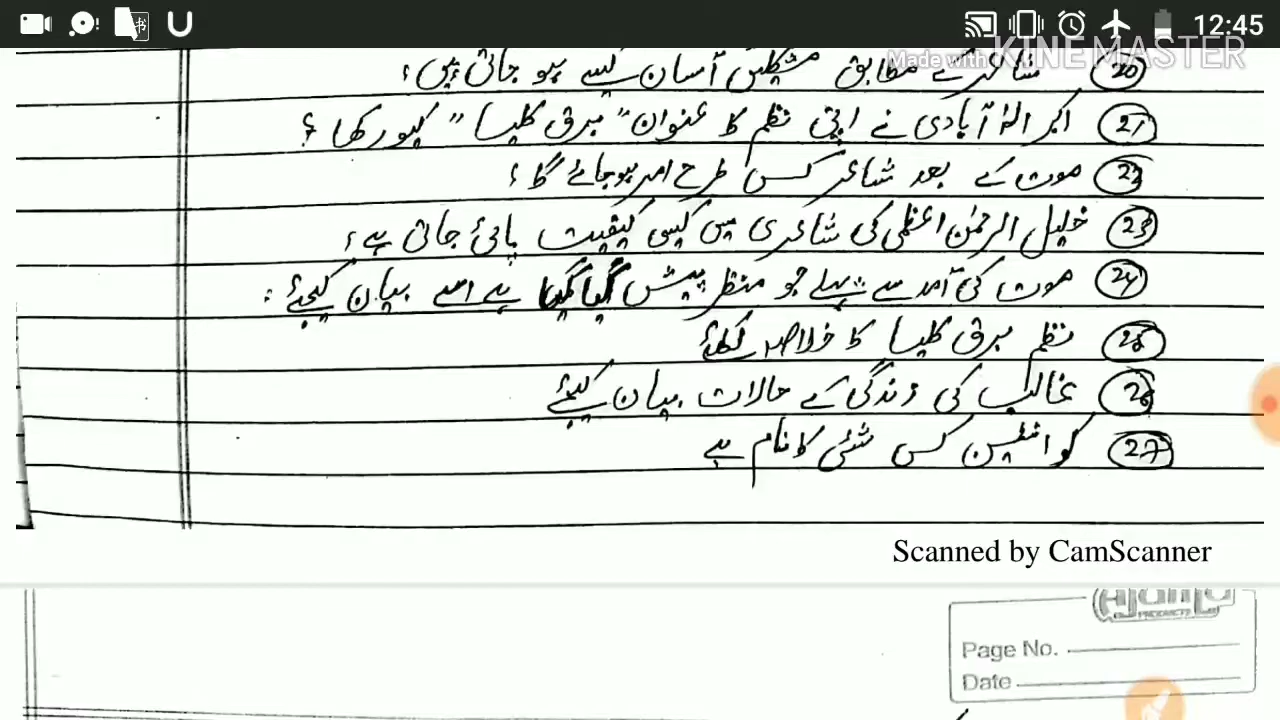 12:45
Made with KINEMASTER
(20) شاعر کے مطابق مشکلیں آسان کیسے ہو جاتی ہیں؟
(21) اکبر الہٰ آبادی نے اپنی نظم کا عنوان "برق کلیسا" کیوں رکھا؟
(22) موت کے بعد شاعر کس طرح امر ہو جائے گا؟
(23) خلیل الرحمٰن اعظمی کی شاعری میں کیسی کیفیت پائی جاتی ہے؟
(24) موت کی آمد سے پہلے جو منظر پیش کیا گیا ہے اسے بیان کیجئے؛
(25) نظم برق کلیسا کا خلاصہ لکھئے
(26) غالب کی زندگی کے حالات بیان کیجئے
(27) کس شئی کا نام ہے
Scanned by CamScanner
Ajanta
PRODUCTS
Page No.
Date